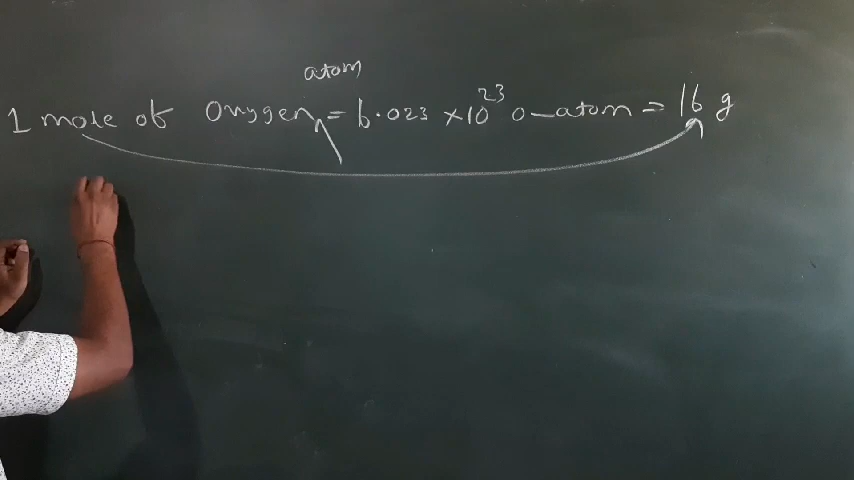 atom
1 mole of Oxygen = 6.023 ×10²³ O-atom = 16 g